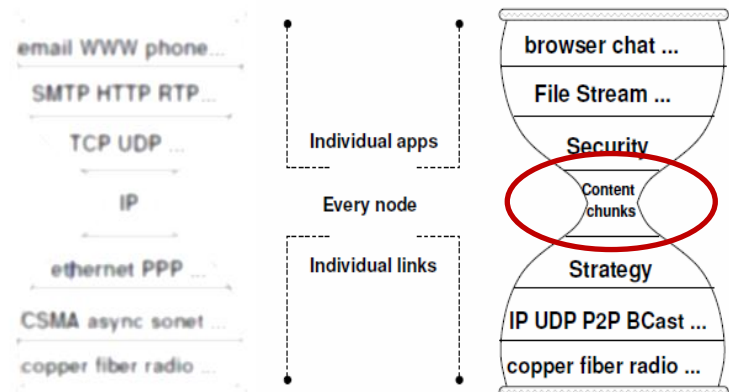 email WWW phone...
SMTP HTTP RTP...
TCP UDP ...
IP
ethernet PPP ...
CSMA async sonet ...
copper fiber radio ...
Individual apps
Every node
Individual links
browser chat ...
File Stream ...
Security
Content
chunks
Strategy
IP UDP P2P BCast ...
copper fiber radio ...